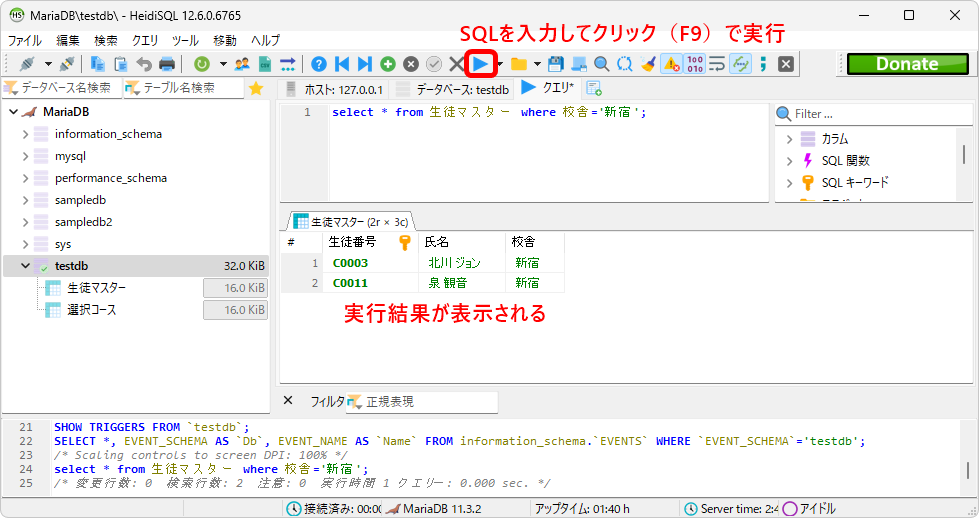 MariaDB\testdb\ - HeidiSQL 12.6.0.6765
ファイル 編集 検索 クエリ ツール 移動 ヘルプ
SQLを入力してクリック（F9）で実行
Donate
データベース名検索 テーブル名検索
ホスト: 127.0.0.1 データベース: testdb クエリ*
MariaDB
information_schema
mysql
performance_schema
sampledb
sampledb2
sys
testdb 32.0 KiB
生徒マスター 16.0 KiB
選択コース 16.0 KiB
1 select * from 生徒マスター where 校舎='新宿';
Filter ...
カラム
SQL 関数
SQL キーワード
生徒マスター (2r × 3c)
# 生徒番号 氏名 校舎
1 C0003 北川 ジョン 新宿
2 C0011 泉 観音 新宿
実行結果が表示される
フィルタ 正規表現
21 SHOW TRIGGERS FROM `testdb`;
22 SELECT *, EVENT_SCHEMA AS `Db`, EVENT_NAME AS `Name` FROM information_schema.`EVENTS` WHERE `EVENT_SCHEMA`='testdb';
23 /* Scaling controls to screen DPI: 100% */
24 select * from 生徒マスター where 校舎='新宿';
25 /* 変更行数: 0 検索行数: 2 注意: 0 実行時間 1 クエリー: 0.000 sec. */
接続済み: 00:00 MariaDB 11.3.2 アップタイム: 01:40 h Server time: 2:4 アイドル